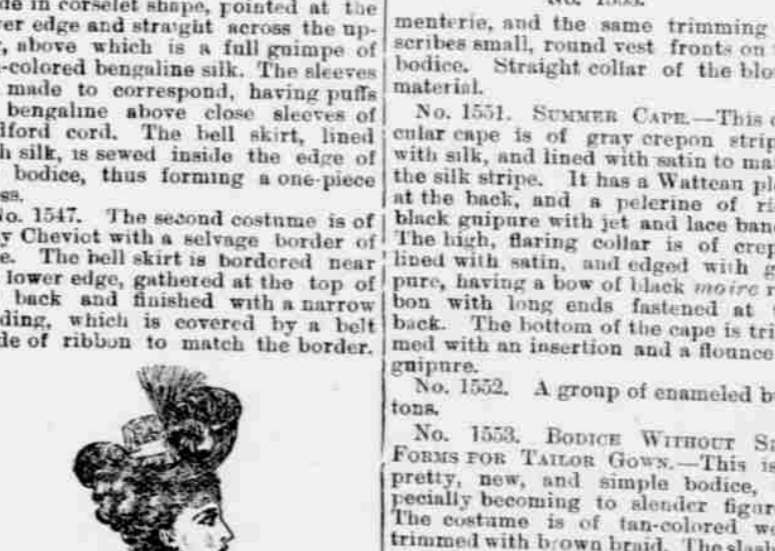 de in corselet shape, pointed at the
er edge and straight across the up-
, above which is a full guimpe of
-colored bengaline silk. The sleeves
made to correspond, having puffs
bengaline above close sleeves of
dford cord. The bell skirt, lined
h silk, is sewed inside the edge of
bodice, thus forming a one-piece
ss.
o. 1547. The second costume is of
y Cheviot with a selvage border of
e. The bell skirt is bordered near
lower edge, gathered at the top of
back and finished with a narrow
ding, which is covered by a belt
de of ribbon to match the border.
menterie, and the same trimming
scribes small, round vest fronts on
bodice. Straight collar of the blo
material.
No. 1551. SUMMER CAPE.—This c
cular cape is of gray crepon strip
with silk, and lined with satin to ma
the silk stripe. It has a Wattean pl
at the back, and a pelerine of ri
black guipure with jet and lace ban
The high, flaring collar is of crep
lined with satin, and edged with g
pure, having a bow of black moire r
bon with long ends fastened at
back. The bottom of the cape is tri
med with an insertion and a flounce
guipure.
No. 1552. A group of enameled b
tons.
No. 1553. BODICE WITHOUT S
FORMS FOR TAILOR GOWN.—This is
pretty, new, and simple bodice,
pecially becoming to slender figur
The costume is of tan-colored w
trimmed with brown braid. The slas